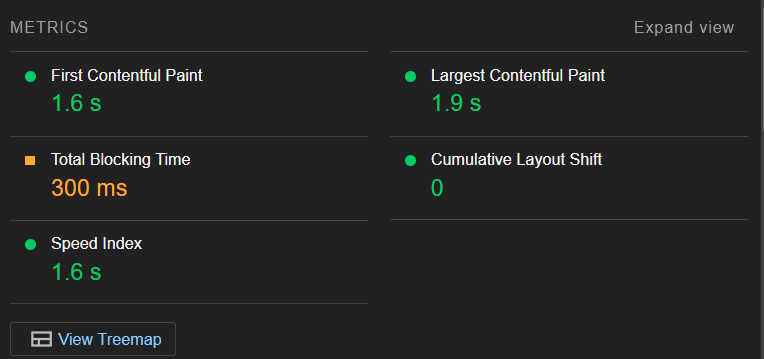 METRICS
Expand view
First Contentful Paint
1.6 s
Largest Contentful Paint
1.9 s
Total Blocking Time
300 ms
Cumulative Layout Shift
0
Speed Index
1.6 s
View Treemap